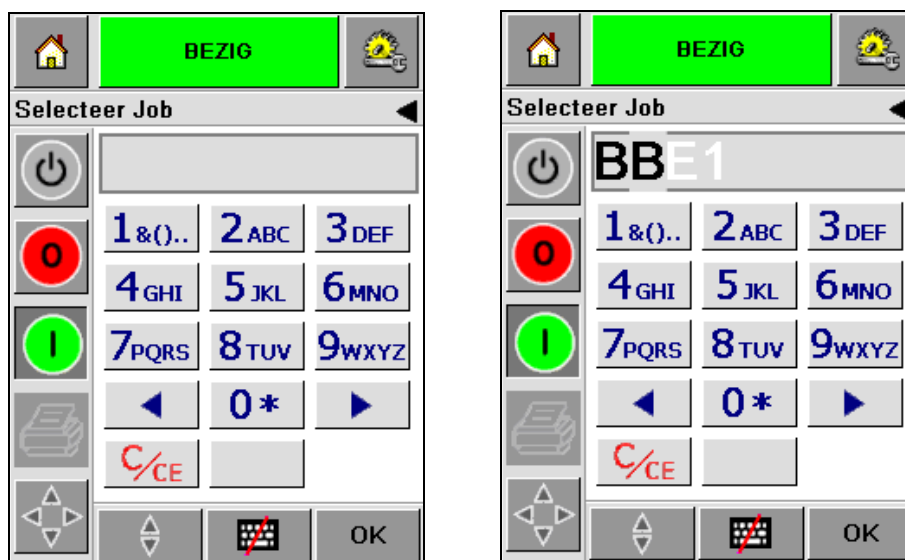 BEZIG
Selecteer Job
O
I
1&()..
2ABC
3DEF
4GHI
5JKL
6MNO
7PQRS
8TUV
9WXYZ
0*
C/CE
OK
BEZIG
Selecteer Job
BBE1
O
I
1&()..
2ABC
3DEF
4GHI
5JKL
6MNO
7PQRS
8TUV
9WXYZ
0*
C/CE
OK